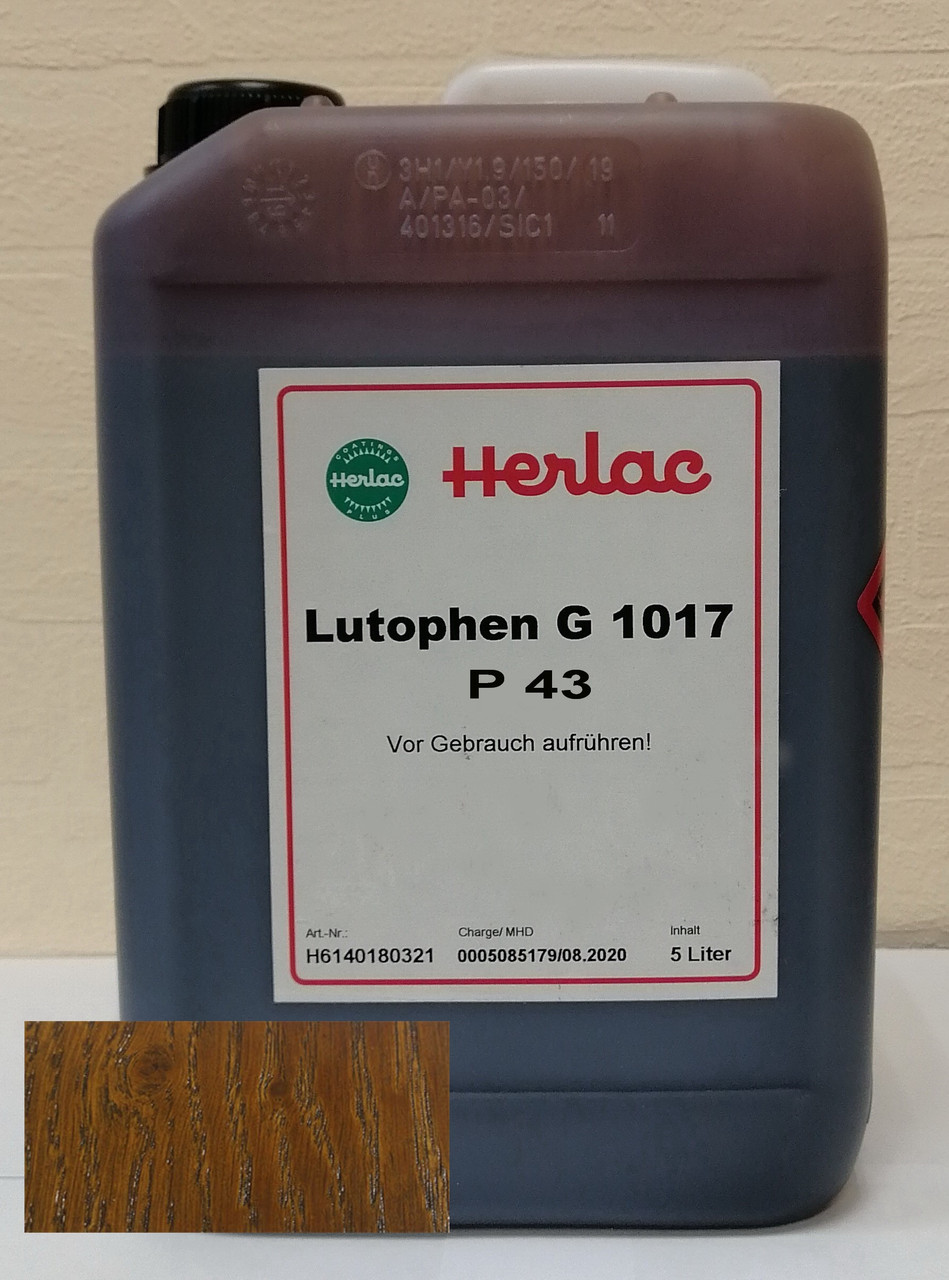 3H1/Y1.9/150/ 19
A/PA-03/
401316/SIC1 11
COATINGS
Herlac
PLUS
Herlac
Lutophen G 1017
P 43
Vor Gebrauch aufrühren!
Art.-Nr.: Charge/ MHD Inhalt
H6140180321 0005085179/08.2020 5 Liter